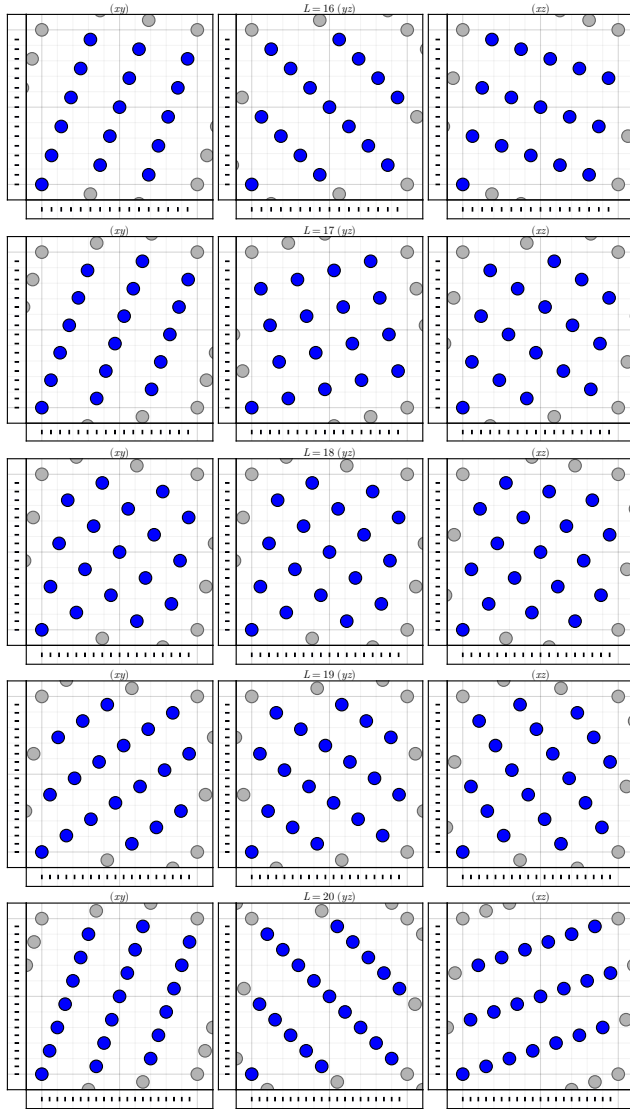 (xy) L = 16 (yz) (xz)
(xy) L = 17 (yz) (xz)
(xy) L = 18 (yz) (xz)
(xy) L = 19 (yz) (xz)
(xy) L = 20 (yz) (xz)